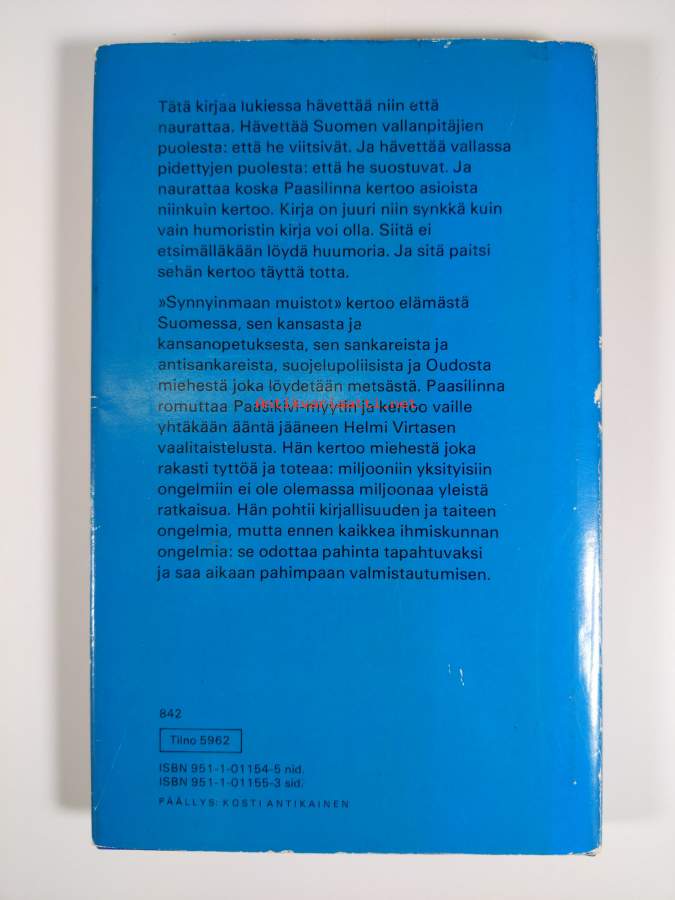 Tätä kirjaa lukiessa hävettää niin että
naurattaa. Hävettää Suomen vallanpitäjien
puolesta: että he viitsivät. Ja hävettää vallassa
pidettyjen puolesta: että he suostuvat. Ja
naurattaa koska Paasilinna kertoo asioista
niinkuin kertoo. Kirja on juuri niin synkkä kuin
vain humoristin kirja voi olla. Siitä ei
etsimälläkään löydä huumoria. Ja sitä paitsi
sehän kertoo täyttä totta.
»Synnyinmaan muistot» kertoo elämästä
Suomessa, sen kansasta ja
kansanopetuksesta, sen sankareista ja
antisankareista, suojelupoliisista ja Oudosta
miehestä joka löydetään metsästä. Paasilinna
antikvariaatti.net
romuttaa Paasikivi-myytin ja kertoo vaille
yhtäkään ääntä jääneen Helmi Virtasen
vaalitaistelusta. Hän kertoo miehestä joka
rakasti tyttöä ja toteaa: miljooniin yksityisiin
ongelmiin ei ole olemassa miljoonaa yleistä
ratkaisua. Hän pohtii kirjallisuuden ja taiteen
ongelmia, mutta ennen kaikkea ihmiskunnan
ongelmia: se odottaa pahinta tapahtuvaksi
ja saa aikaan pahimpaan valmistautumisen.
842
Tilno 5962
ISBN 951-1-01154-5 nid.
ISBN 951-1-01155-3 sid.
PÄÄLLYS: KOSTI ANTIKAINEN